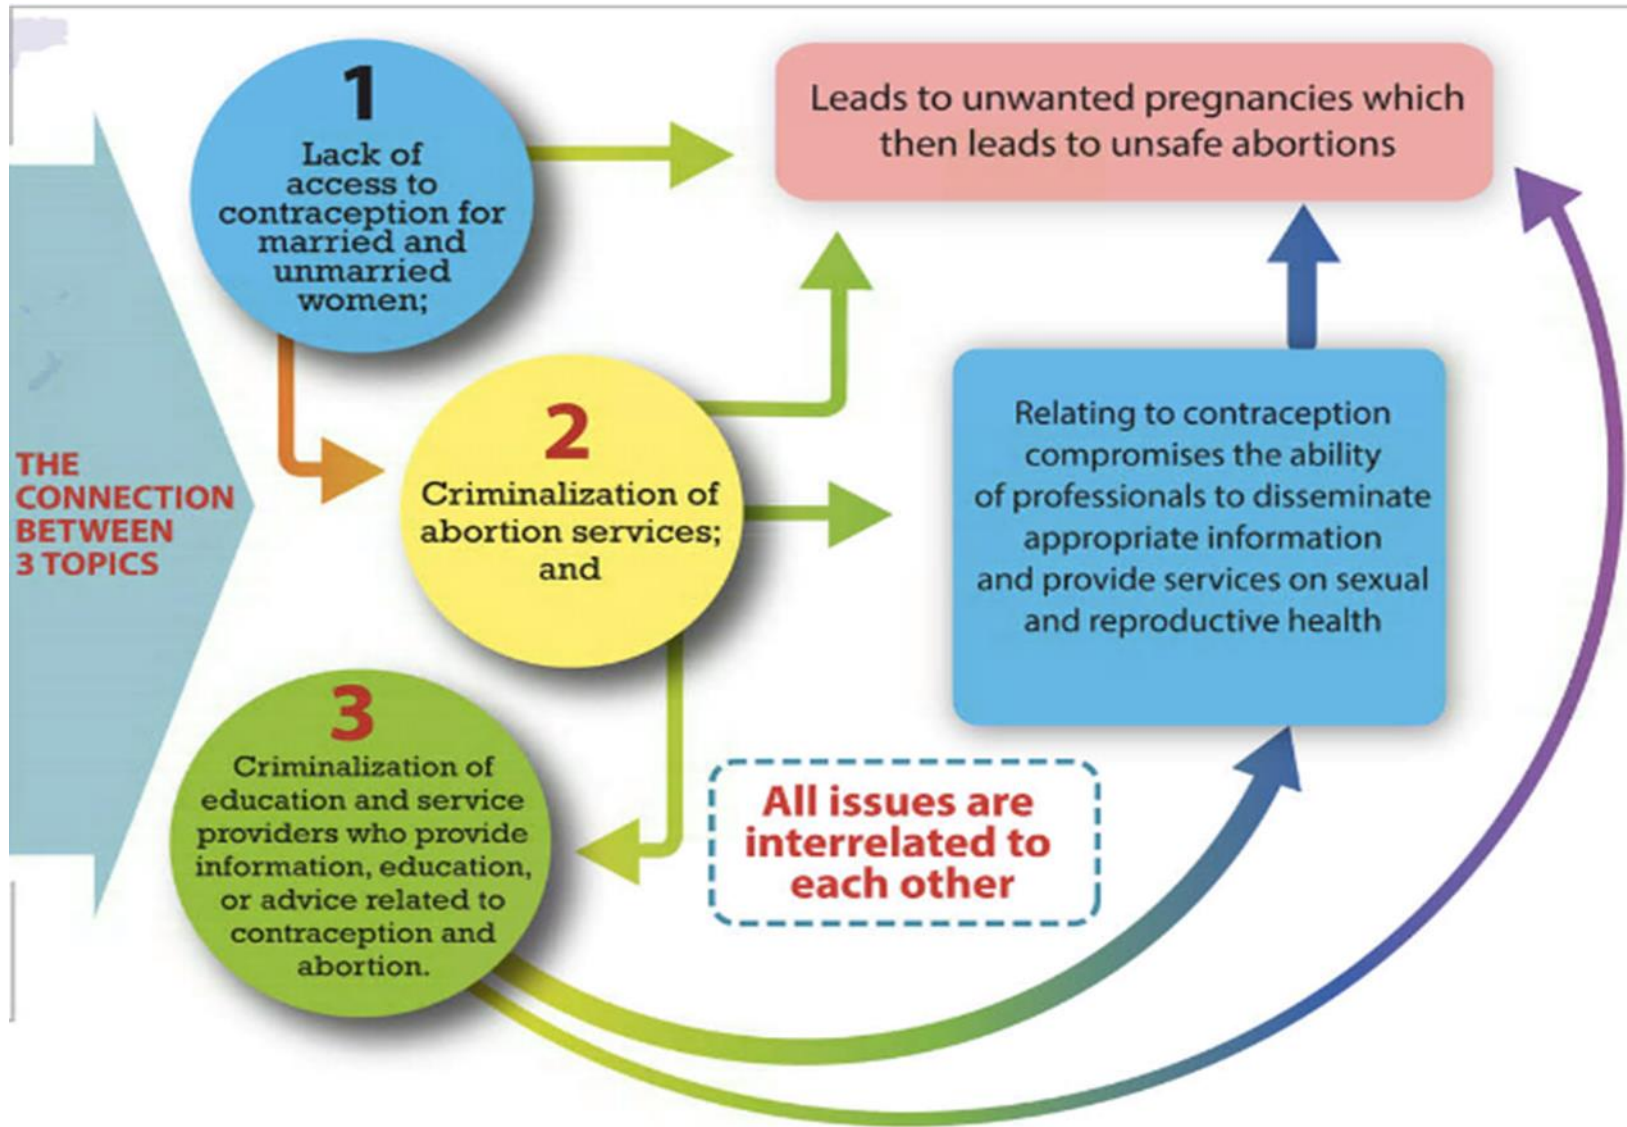 THE
CONNECTION
BETWEEN
3 TOPICS
1
Lack of
access to
contraception for
married and
unmarried
women;
Leads to unwanted pregnancies which
then leads to unsafe abortions
2
Criminalization of
abortion services;
and
Relating to contraception
compromises the ability
of professionals to disseminate
appropriate information
and provide services on sexual
and reproductive health
3
Criminalization of
education and service
providers who provide
information, education,
or advice related to
contraception and
abortion.
All issues are
interrelated to
each other